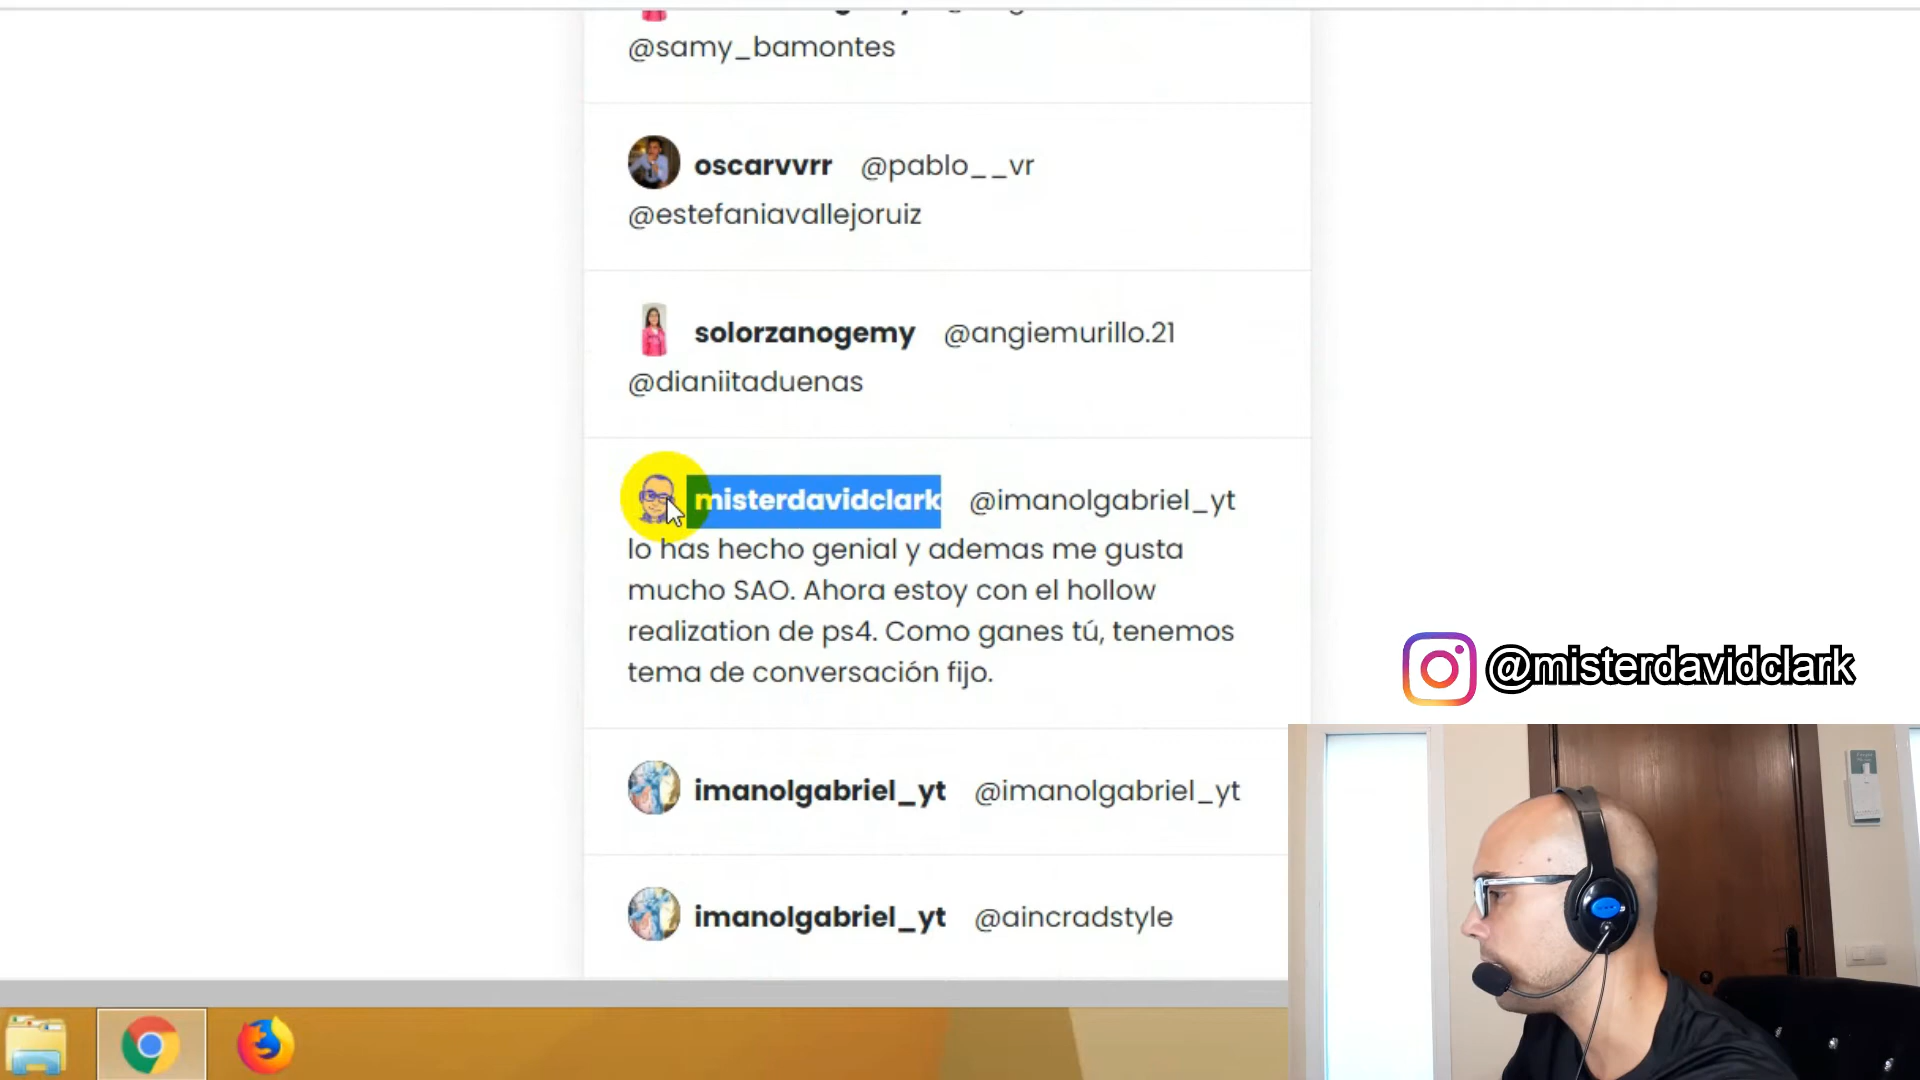 @samy_bamontes
oscarvvrr @pablo__vr
@estefaniavallejoruiz
solorzanogemy @angiemurillo.21
@dianiitaduenas
misterdavidclark @imanolgabriel_yt
lo has hecho genial y ademas me gusta
mucho SAO. Ahora estoy con el hollow
realization de ps4. Como ganes tú, tenemos
tema de conversación fijo.
@misterdavidclark
imanolgabriel_yt @imanolgabriel_yt
imanolgabriel_yt @aincradstyle